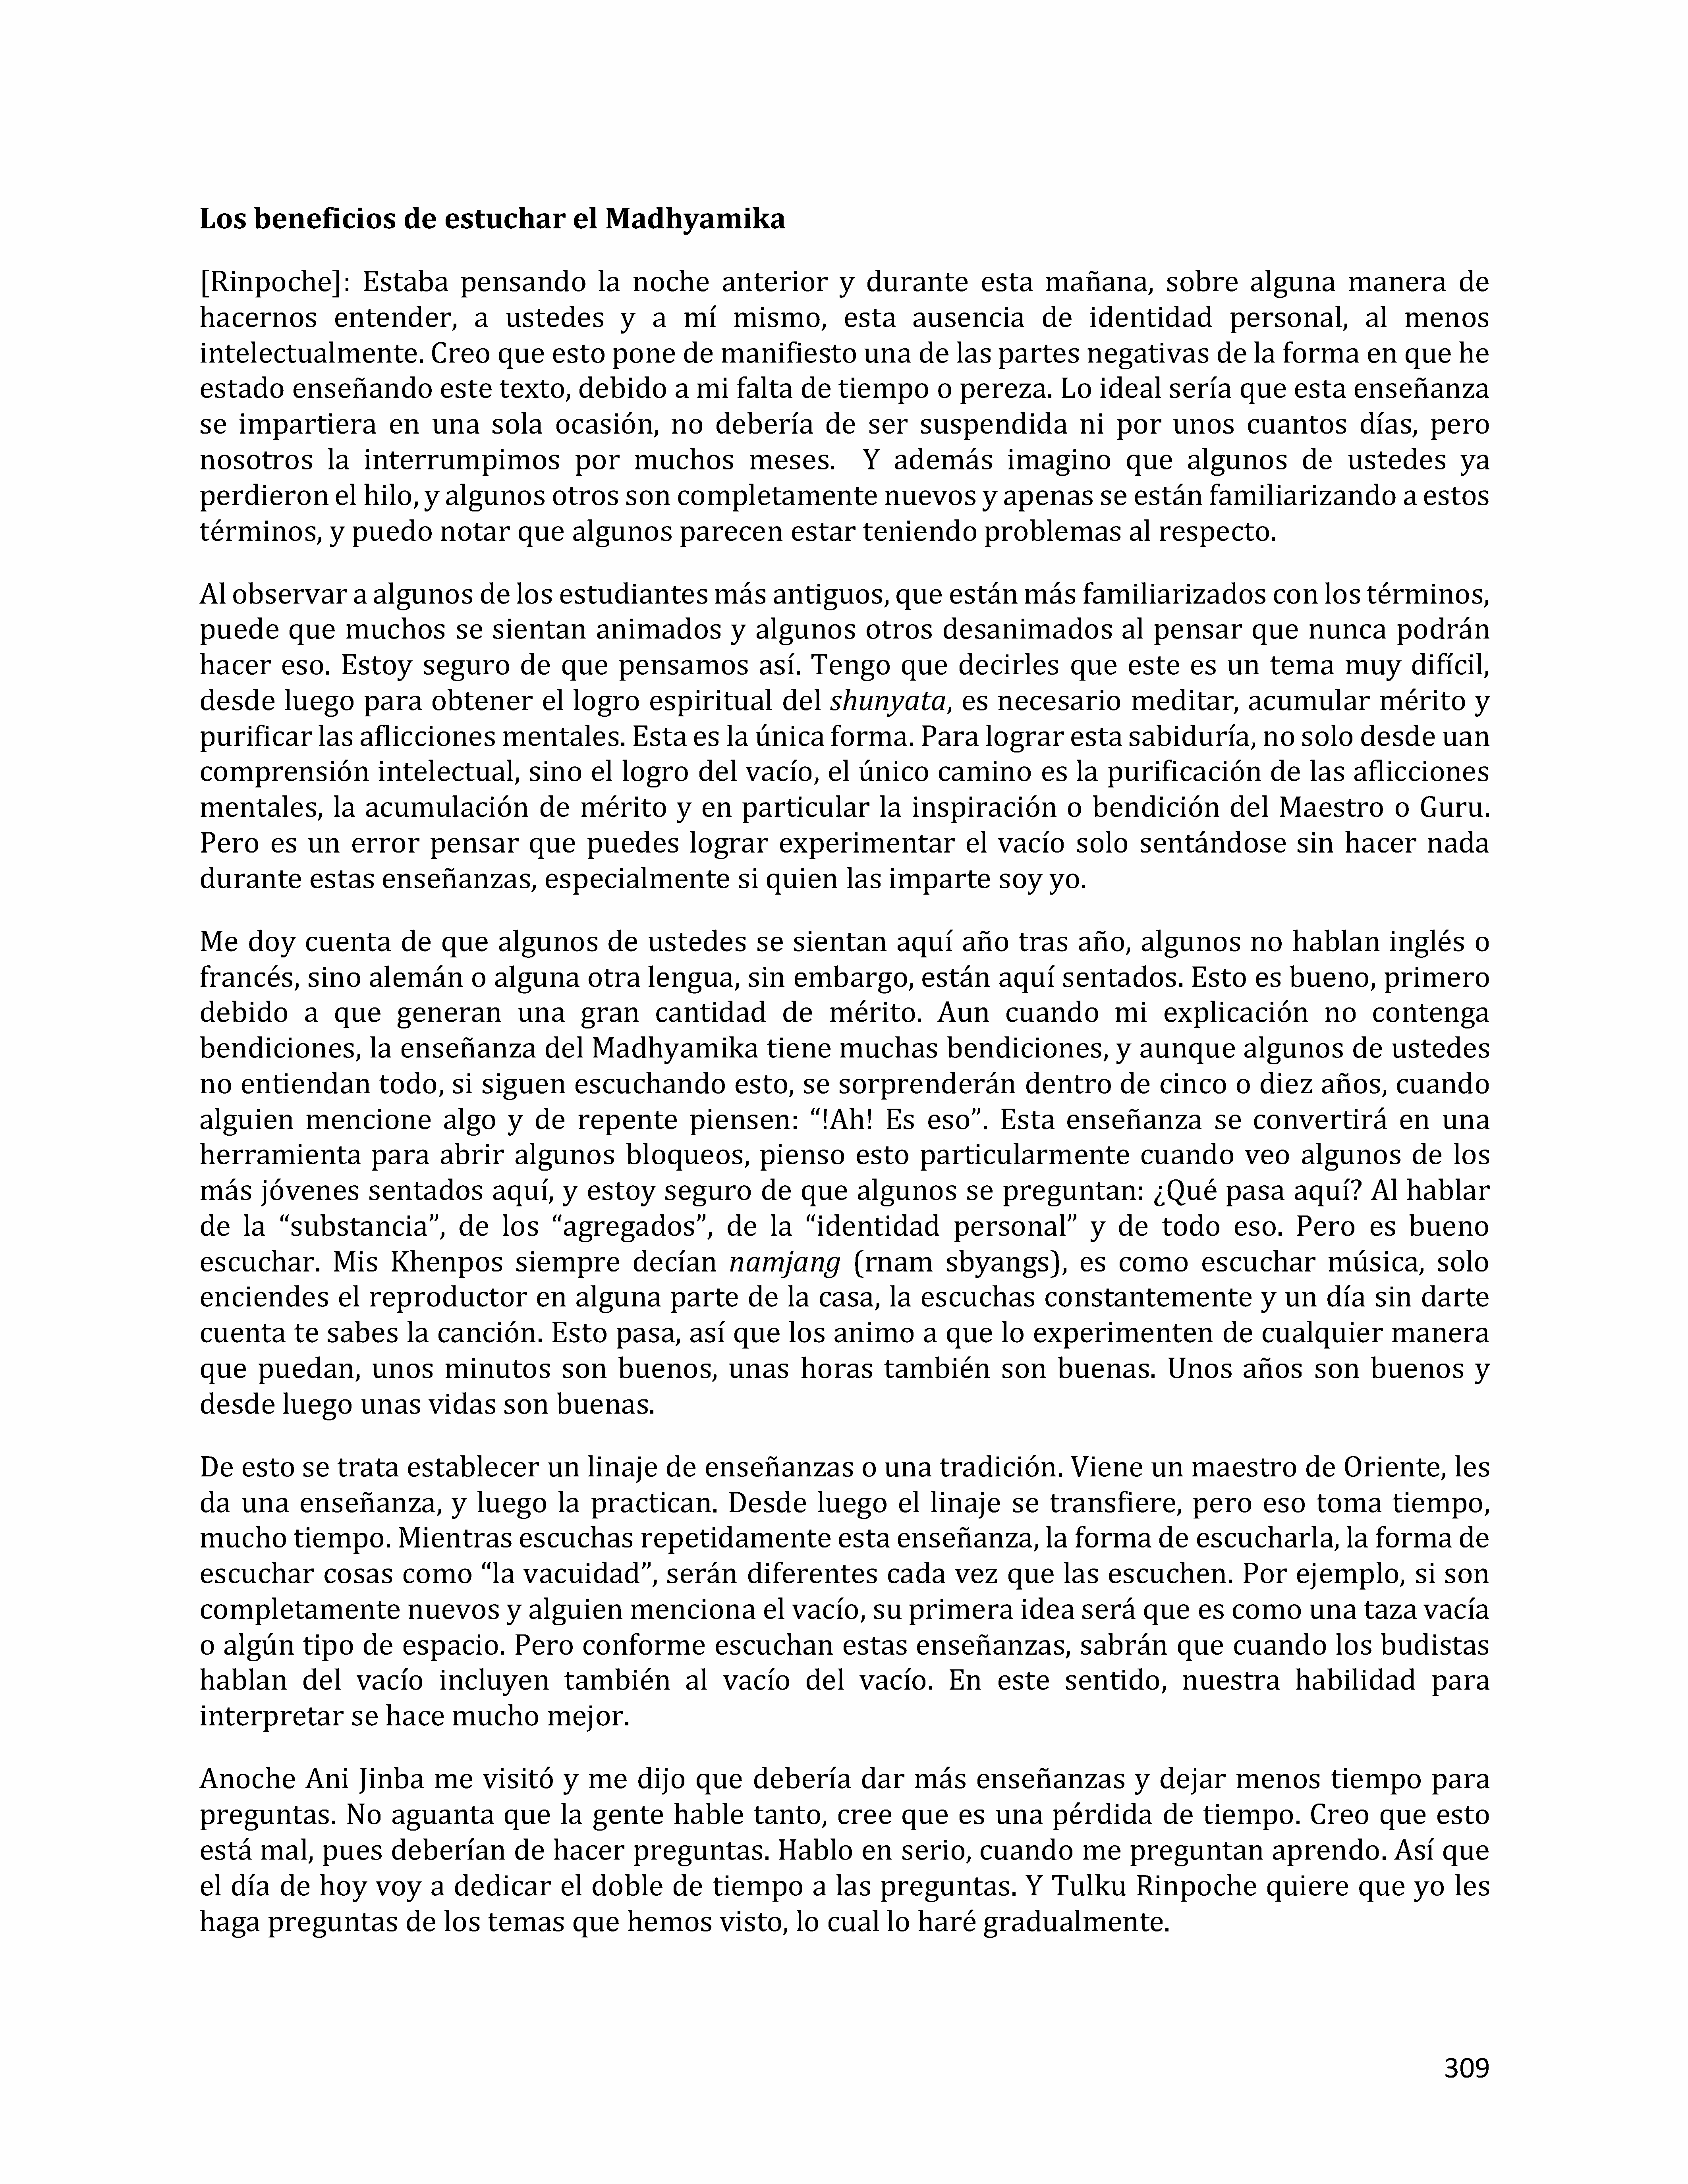 Los beneficios de estuchar el Madhyamika
[Rinpoche]: Estaba pensando la noche anterior y durante esta mañana, sobre alguna manera de
hacernos entender, a ustedes y a mí mismo, esta ausencia de identidad personal, al menos
intelectualmente. Creo que esto pone de manifiesto una de las partes negativas de la forma en que he
estado enseñando este texto, debido a mi falta de tiempo o pereza. Lo ideal sería que esta enseñanza
se impartiera en una sola ocasión, no debería de ser suspendida ni por unos cuantos días, pero
nosotros la interrumpimos por muchos meses.  Y además imagino que algunos de ustedes ya
perdieron el hilo, y algunos otros son completamente nuevos y apenas se están familiarizando a estos
términos, y puedo notar que algunos parecen estar teniendo problemas al respecto.
Al observar a algunos de los estudiantes más antiguos, que están más familiarizados con los términos,
puede que muchos se sientan animados y algunos otros desanimados al pensar que nunca podrán
hacer eso. Estoy seguro de que pensamos así. Tengo que decirles que este es un tema muy difícil,
desde luego para obtener el logro espiritual del shunyata, es necesario meditar, acumular mérito y
purificar las aflicciones mentales. Esta es la única forma. Para lograr esta sabiduría, no solo desde uan
comprensión intelectual, sino el logro del vacío, el único camino es la purificación de las aflicciones
mentales, la acumulación de mérito y en particular la inspiración o bendición del Maestro o Guru.
Pero es un error pensar que puedes lograr experimentar el vacío solo sentándose sin hacer nada
durante estas enseñanzas, especialmente si quien las imparte soy yo.
Me doy cuenta de que algunos de ustedes se sientan aquí año tras año, algunos no hablan inglés o
francés, sino alemán o alguna otra lengua, sin embargo, están aquí sentados. Esto es bueno, primero
debido a que generan una gran cantidad de mérito. Aun cuando mi explicación no contenga
bendiciones, la enseñanza del Madhyamika tiene muchas bendiciones, y aunque algunos de ustedes
no entiendan todo, si siguen escuchando esto, se sorprenderán dentro de cinco o diez años, cuando
alguien mencione algo y de repente piensen: “!Ah! Es eso”. Esta enseñanza se convertirá en una
herramienta para abrir algunos bloqueos, pienso esto particularmente cuando veo algunos de los
más jóvenes sentados aquí, y estoy seguro de que algunos se preguntan: ¿Qué pasa aquí? Al hablar
de la “substancia”, de los “agregados”, de la “identidad personal” y de todo eso. Pero es bueno
escuchar. Mis Khenpos siempre decían namjang (rnam sbyangs), es como escuchar música, solo
enciendes el reproductor en alguna parte de la casa, la escuchas constantemente y un día sin darte
cuenta te sabes la canción. Esto pasa, así que los animo a que lo experimenten de cualquier manera
que puedan, unos minutos son buenos, unas horas también son buenas. Unos años son buenos y
desde luego unas vidas son buenas.
De esto se trata establecer un linaje de enseñanzas o una tradición. Viene un maestro de Oriente, les
da una enseñanza, y luego la practican. Desde luego el linaje se transfiere, pero eso toma tiempo,
mucho tiempo. Mientras escuchas repetidamente esta enseñanza, la forma de escucharla, la forma de
escuchar cosas como “la vacuidad”, serán diferentes cada vez que las escuchen. Por ejemplo, si son
completamente nuevos y alguien menciona el vacío, su primera idea será que es como una taza vacía
o algún tipo de espacio. Pero conforme escuchan estas enseñanzas, sabrán que cuando los budistas
hablan del vacío incluyen también al vacío del vacío. En este sentido, nuestra habilidad para
interpretar se hace mucho mejor.
Anoche Ani Jinba me visitó y me dijo que debería dar más enseñanzas y dejar menos tiempo para
preguntas. No aguanta que la gente hable tanto, cree que es una pérdida de tiempo. Creo que esto
está mal, pues deberían de hacer preguntas. Hablo en serio, cuando me preguntan aprendo. Así que
el día de hoy voy a dedicar el doble de tiempo a las preguntas. Y Tulku Rinpoche quiere que yo les
haga preguntas de los temas que hemos visto, lo cual lo haré gradualmente.
309